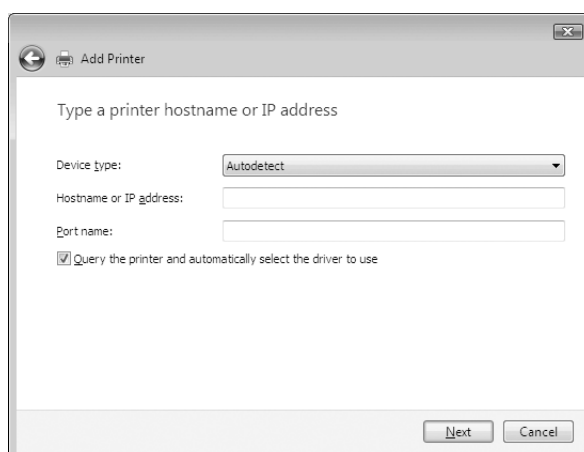 Add Printer
Type a printer hostname or IP address
Device type: Autodetect
Hostname or IP address:
Port name:
Query the printer and automatically select the driver to use
Next Cancel